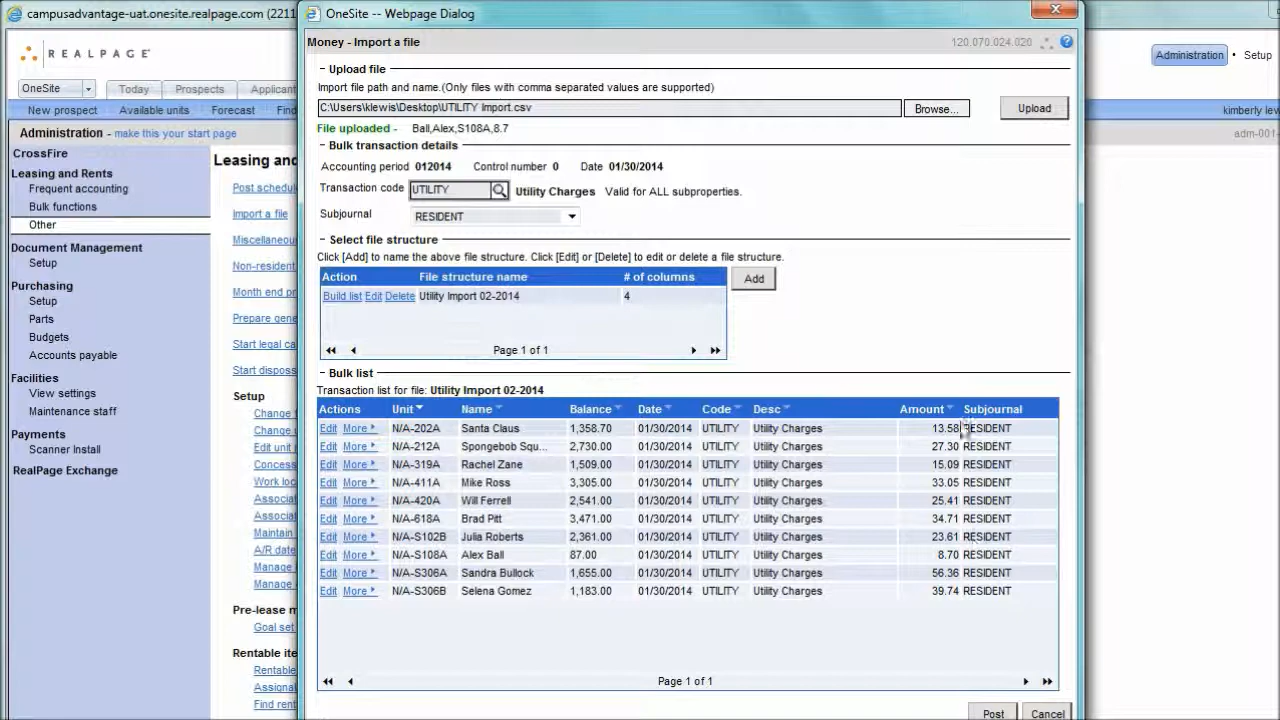 campusadvantage-uat.onesite.realpage.com (2211
OneSite -- Webpage Dialog
REALPAGE
Administration • Setup
OneSite Today Prospects Applicant
New prospect Available units Forecast Find
kimberly lew
Administration - make this your start page
adm-001
CrossFire
Leasing and Rents
Frequent accounting
Bulk functions
Other
Document Management
Setup
Purchasing
Setup
Parts
Budgets
Accounts payable
Facilities
View settings
Maintenance staff
Payments
Scanner Install
RealPage Exchange
Leasing and
Post schedu
Import a file
Miscellaneou
Non-resident
Month end pr
Prepare gene
Start legal ca
Start disposs
Setup
Change
Change
Edit unit
Concess
Work loc
Associat
Associat
Maintain
A/R date
Manage
Manage
Pre-lease m
Goal set
Rentable ite
Rentable
Assignal
Find rent
Money - Import a file
120.070.024.020
Upload file
Import file path and name.(Only files with comma separated values are supported)
C:\Users\klewis\Desktop\UTILITY Import.csv Browse... Upload
File uploaded - Ball,Alex,S108A,8.7
Bulk transaction details
Accounting period 012014 Control number 0 Date 01/30/2014
Transaction code UTILITY Utility Charges Valid for ALL subproperties.
Subjournal RESIDENT
Select file structure
Click [Add] to name the above file structure. Click [Edit] or [Delete] to edit or delete a file structure.
Action File structure name # of columns
Add
Build list Edit Delete Utility Import 02-2014 4
Page 1 of 1
Bulk list
Transaction list for file: Utility Import 02-2014
Actions Unit Name Balance Date Code Desc Amount Subjournal
Edit More N/A-202A Santa Claus 1,358.70 01/30/2014 UTILITY Utility Charges 13.58 RESIDENT
Edit More N/A-212A Spongebob Squ... 2,730.00 01/30/2014 UTILITY Utility Charges 27.30 RESIDENT
Edit More N/A-319A Rachel Zane 1,509.00 01/30/2014 UTILITY Utility Charges 15.09 RESIDENT
Edit More N/A-411A Mike Ross 3,305.00 01/30/2014 UTILITY Utility Charges 33.05 RESIDENT
Edit More N/A-420A Will Ferrell 2,541.00 01/30/2014 UTILITY Utility Charges 25.41 RESIDENT
Edit More N/A-618A Brad Pitt 3,471.00 01/30/2014 UTILITY Utility Charges 34.71 RESIDENT
Edit More N/A-S102B Julia Roberts 2,361.00 01/30/2014 UTILITY Utility Charges 23.61 RESIDENT
Edit More N/A-S108A Alex Ball 87.00 01/30/2014 UTILITY Utility Charges 8.70 RESIDENT
Edit More N/A-S306A Sandra Bullock 1,655.00 01/30/2014 UTILITY Utility Charges 56.36 RESIDENT
Edit More N/A-S306B Selena Gomez 1,183.00 01/30/2014 UTILITY Utility Charges 39.74 RESIDENT
Page 1 of 1
Post Cancel